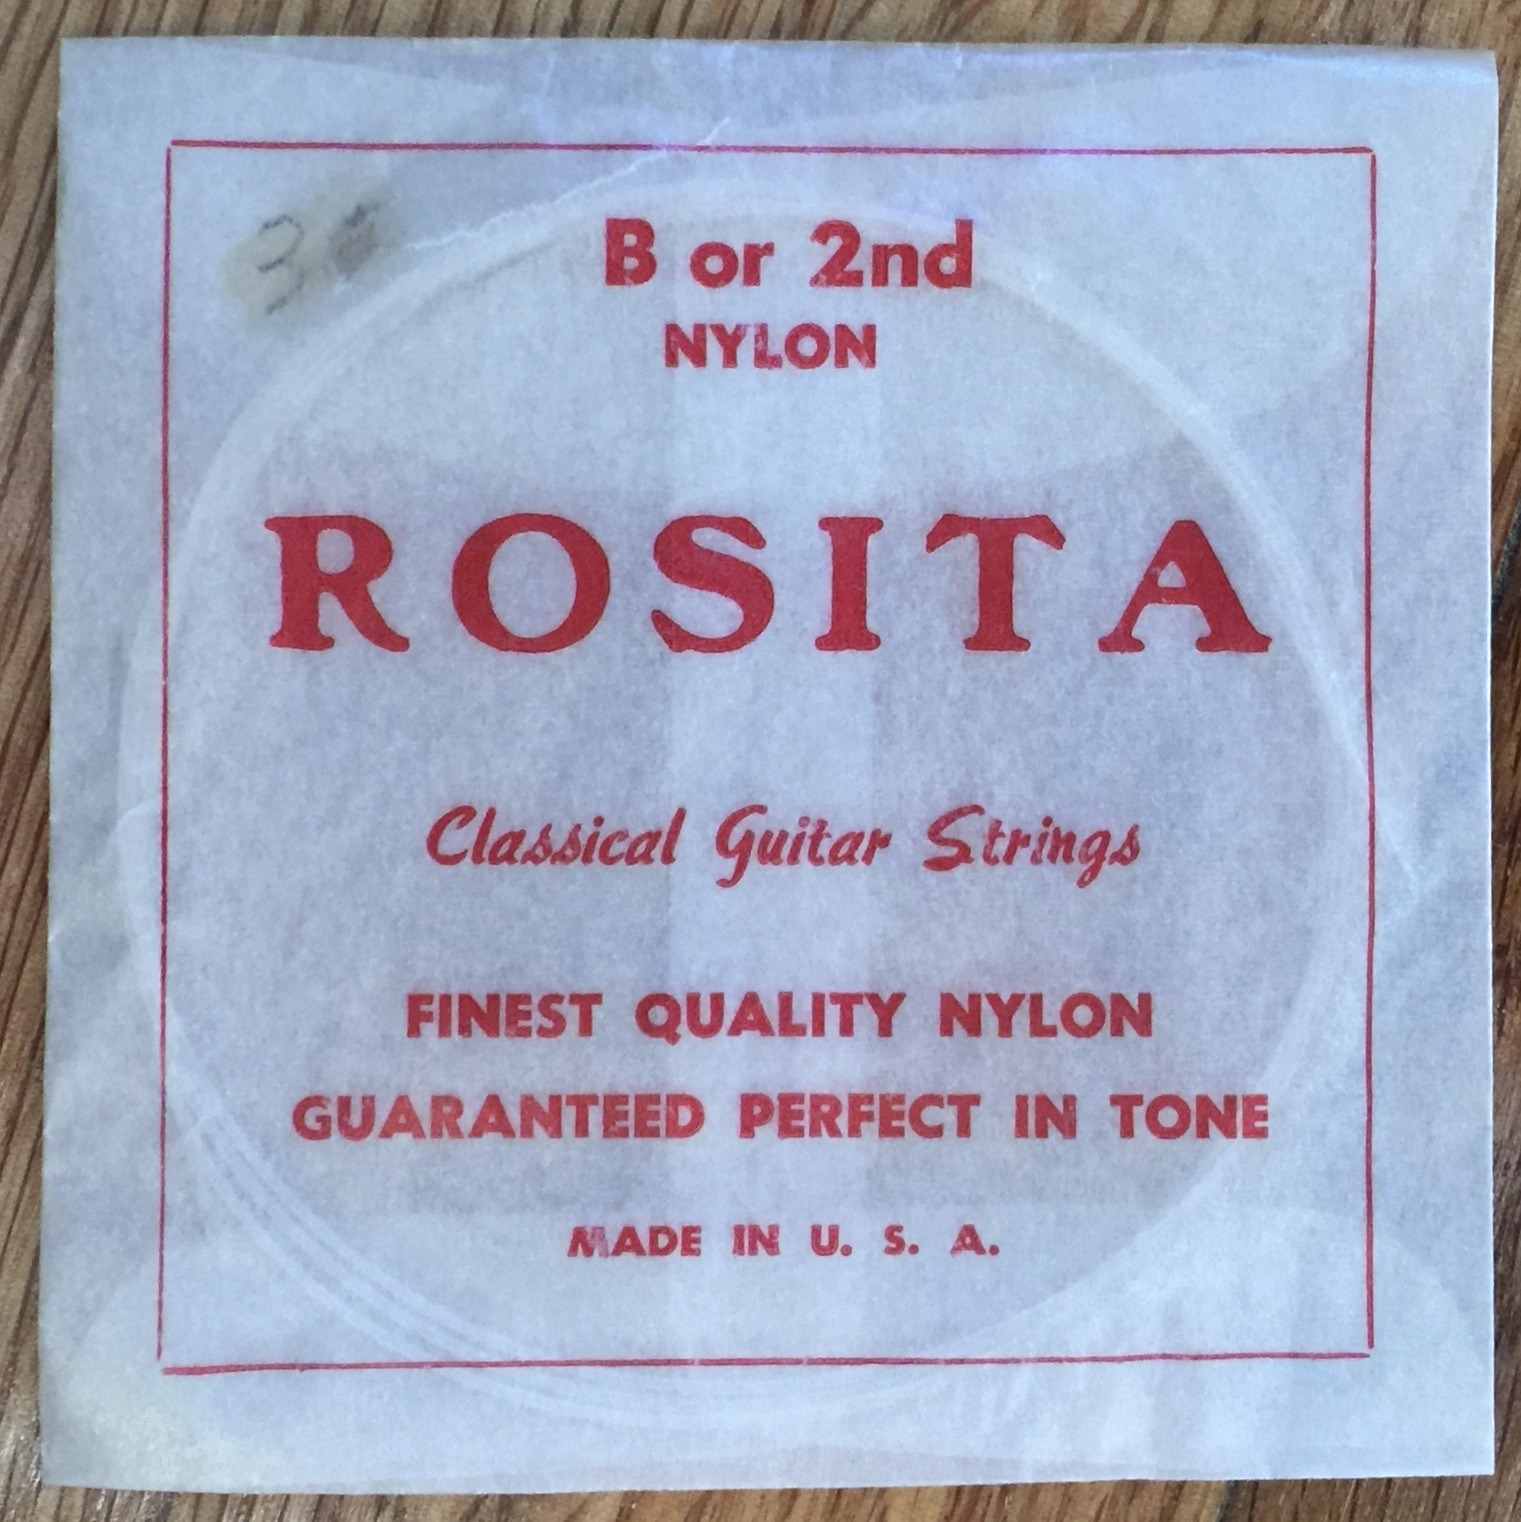 B or 2nd
NYLON
ROSITA
Classical Guitar Strings
FINEST QUALITY NYLON
GUARANTEED PERFECT IN TONE
MADE IN U. S. A.